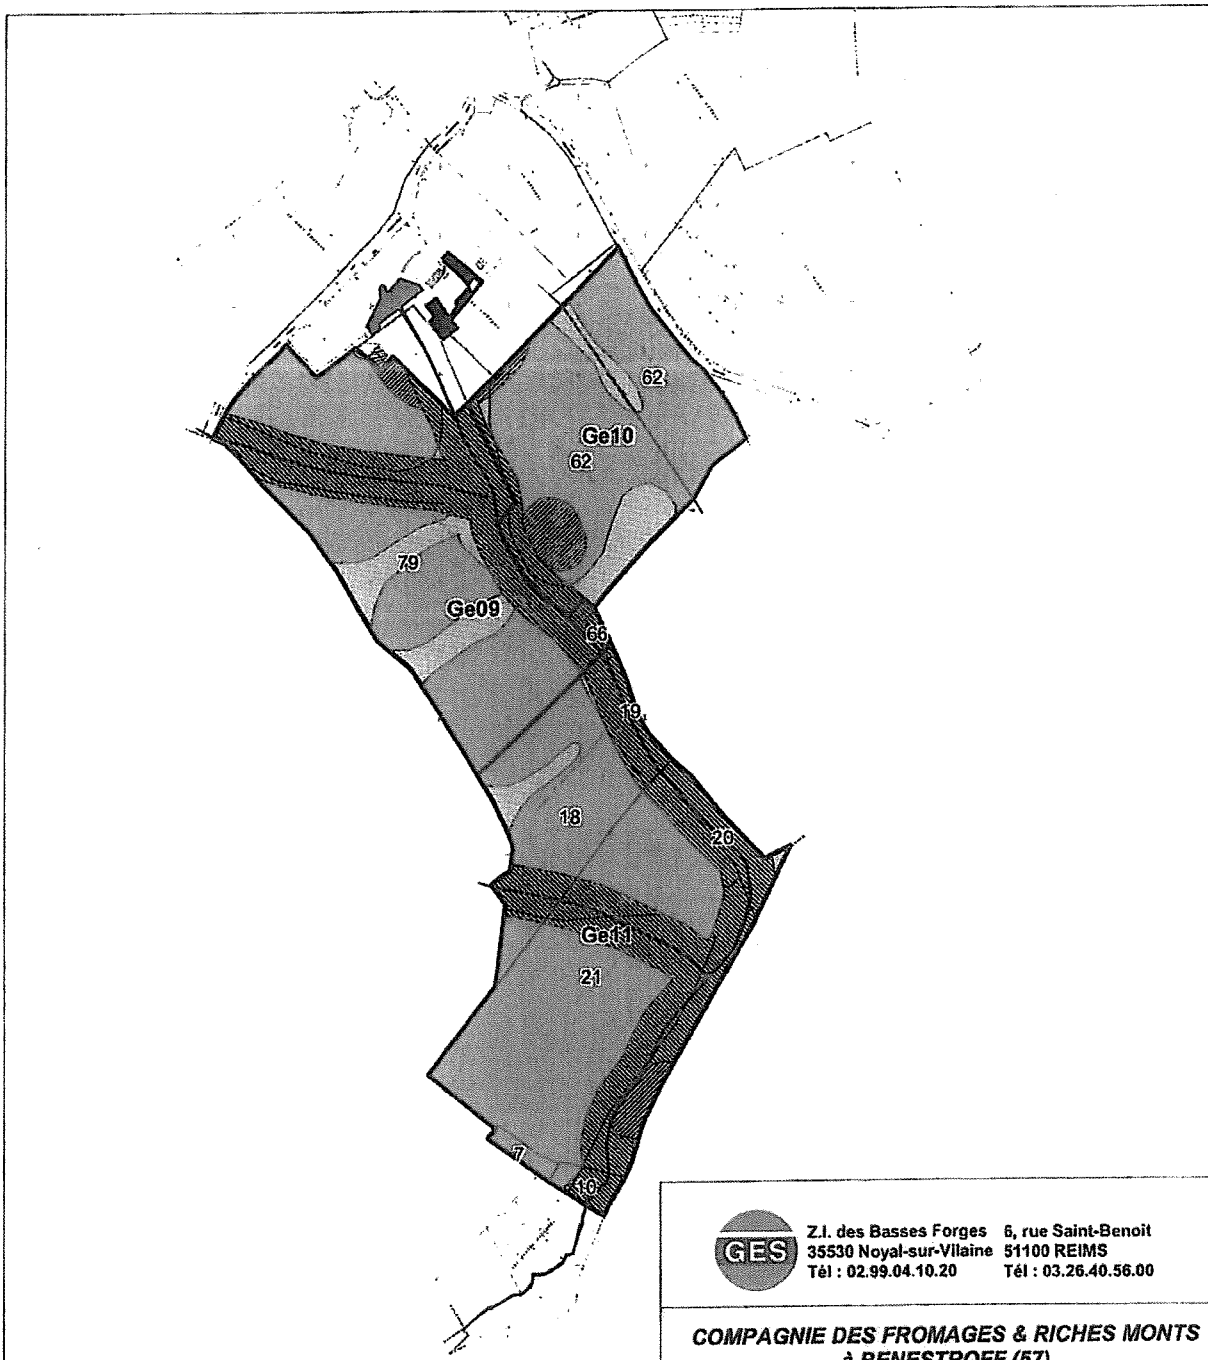 62
Ge10
62
79
Ge09
66
19
18
20
Ge11
21
7
10
GES
Z.I. des Basses Forges 6, rue Saint-Benoit
35530 Noyal-sur-Vilaine 51100 REIMS
Tél : 02.99.04.10.20 Tél : 03.26.40.56.00
COMPAGNIE DES FROMAGES & RICHES MONTS
à BENESTROFF (57)